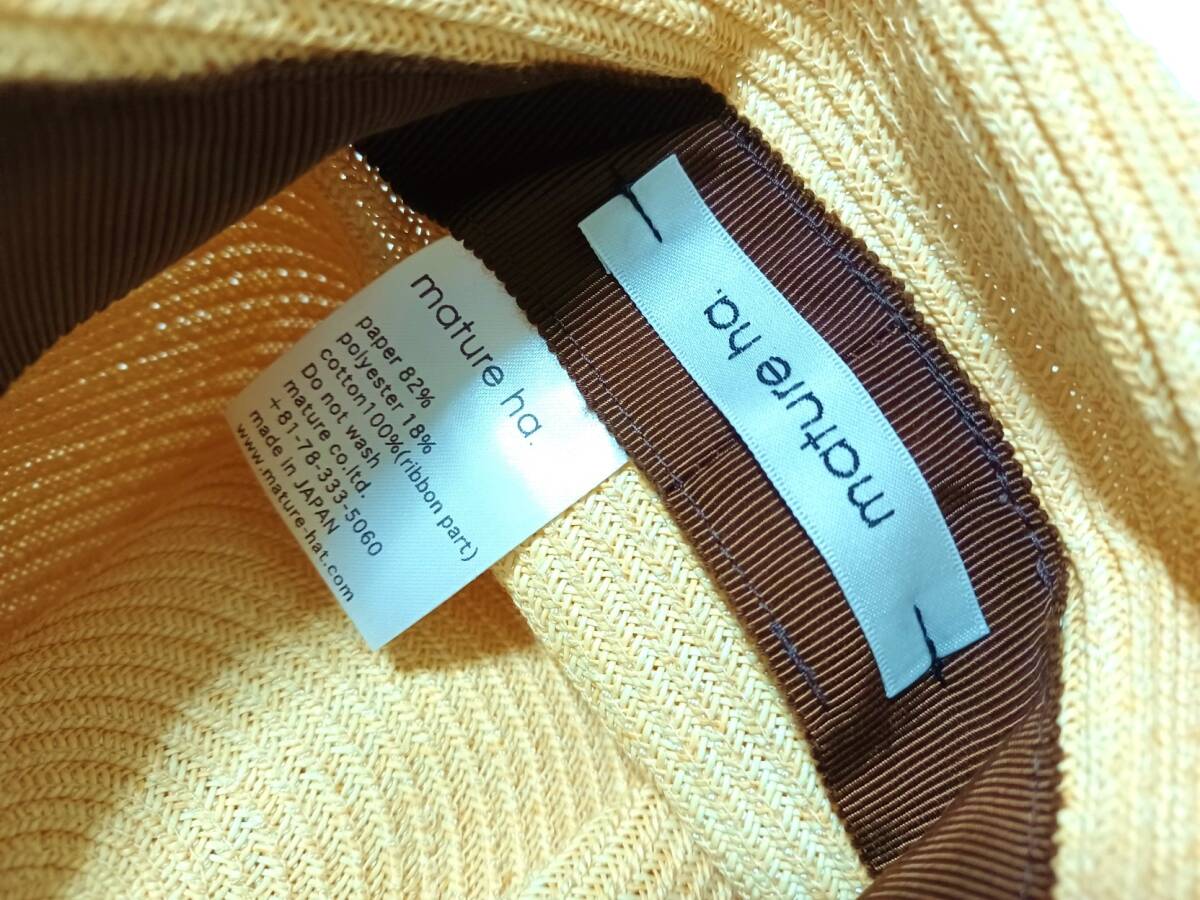 mature ha.
paper 82%
polyester 18%
cotton100%(ribbon part)
Do not wash
mature co.ltd.
+81-78-333-5060
made in JAPAN
www.mature-hat.com
mature ha.